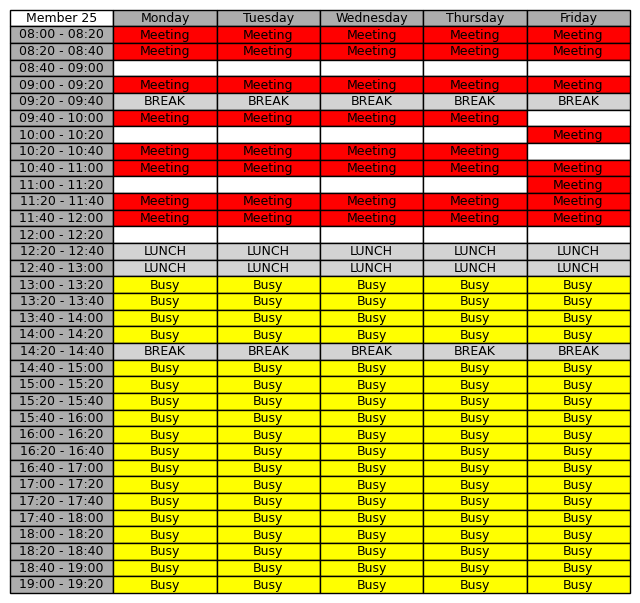 Member 25 Monday Tuesday Wednesday Thursday Friday
08:00 - 08:20 Meeting Meeting Meeting Meeting Meeting
08:20 - 08:40 Meeting Meeting Meeting Meeting Meeting
08:40 - 09:00
09:00 - 09:20 Meeting Meeting Meeting Meeting Meeting
09:20 - 09:40 BREAK BREAK BREAK BREAK BREAK
09:40 - 10:00 Meeting Meeting Meeting Meeting
10:00 - 10:20 Meeting
10:20 - 10:40 Meeting Meeting Meeting Meeting
10:40 - 11:00 Meeting Meeting Meeting Meeting Meeting
11:00 - 11:20 Meeting
11:20 - 11:40 Meeting Meeting Meeting Meeting Meeting
11:40 - 12:00 Meeting Meeting Meeting Meeting Meeting
12:00 - 12:20
12:20 - 12:40 LUNCH LUNCH LUNCH LUNCH LUNCH
12:40 - 13:00 LUNCH LUNCH LUNCH LUNCH LUNCH
13:00 - 13:20 Busy Busy Busy Busy Busy
13:20 - 13:40 Busy Busy Busy Busy Busy
13:40 - 14:00 Busy Busy Busy Busy Busy
14:00 - 14:20 Busy Busy Busy Busy Busy
14:20 - 14:40 BREAK BREAK BREAK BREAK BREAK
14:40 - 15:00 Busy Busy Busy Busy Busy
15:00 - 15:20 Busy Busy Busy Busy Busy
15:20 - 15:40 Busy Busy Busy Busy Busy
15:40 - 16:00 Busy Busy Busy Busy Busy
16:00 - 16:20 Busy Busy Busy Busy Busy
16:20 - 16:40 Busy Busy Busy Busy Busy
16:40 - 17:00 Busy Busy Busy Busy Busy
17:00 - 17:20 Busy Busy Busy Busy Busy
17:20 - 17:40 Busy Busy Busy Busy Busy
17:40 - 18:00 Busy Busy Busy Busy Busy
18:00 - 18:20 Busy Busy Busy Busy Busy
18:20 - 18:40 Busy Busy Busy Busy Busy
18:40 - 19:00 Busy Busy Busy Busy Busy
19:00 - 19:20 Busy Busy Busy Busy Busy